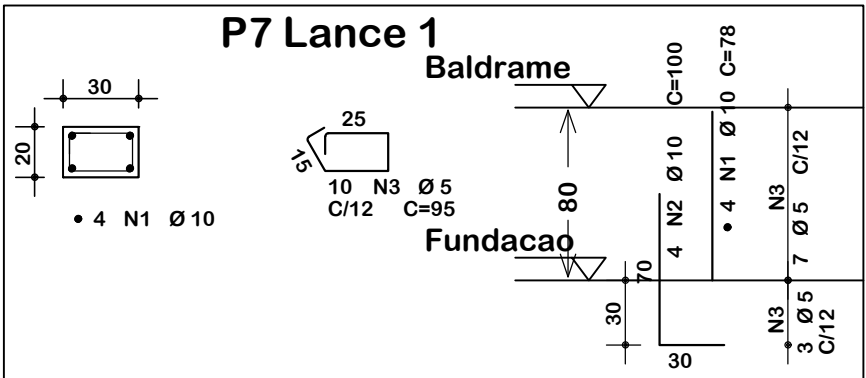 P7 Lance 1
Baldrame
30
20
• 4 N1 Ø 10
25
15
10 N3 Ø 5
C/12 C=95
Fundacao
80
30
70
4 N2 Ø 10 C=100
30
• 4 N1 Ø 10 C=78
7 Ø 5 C/12
N3
3 Ø 5
N3
C/12